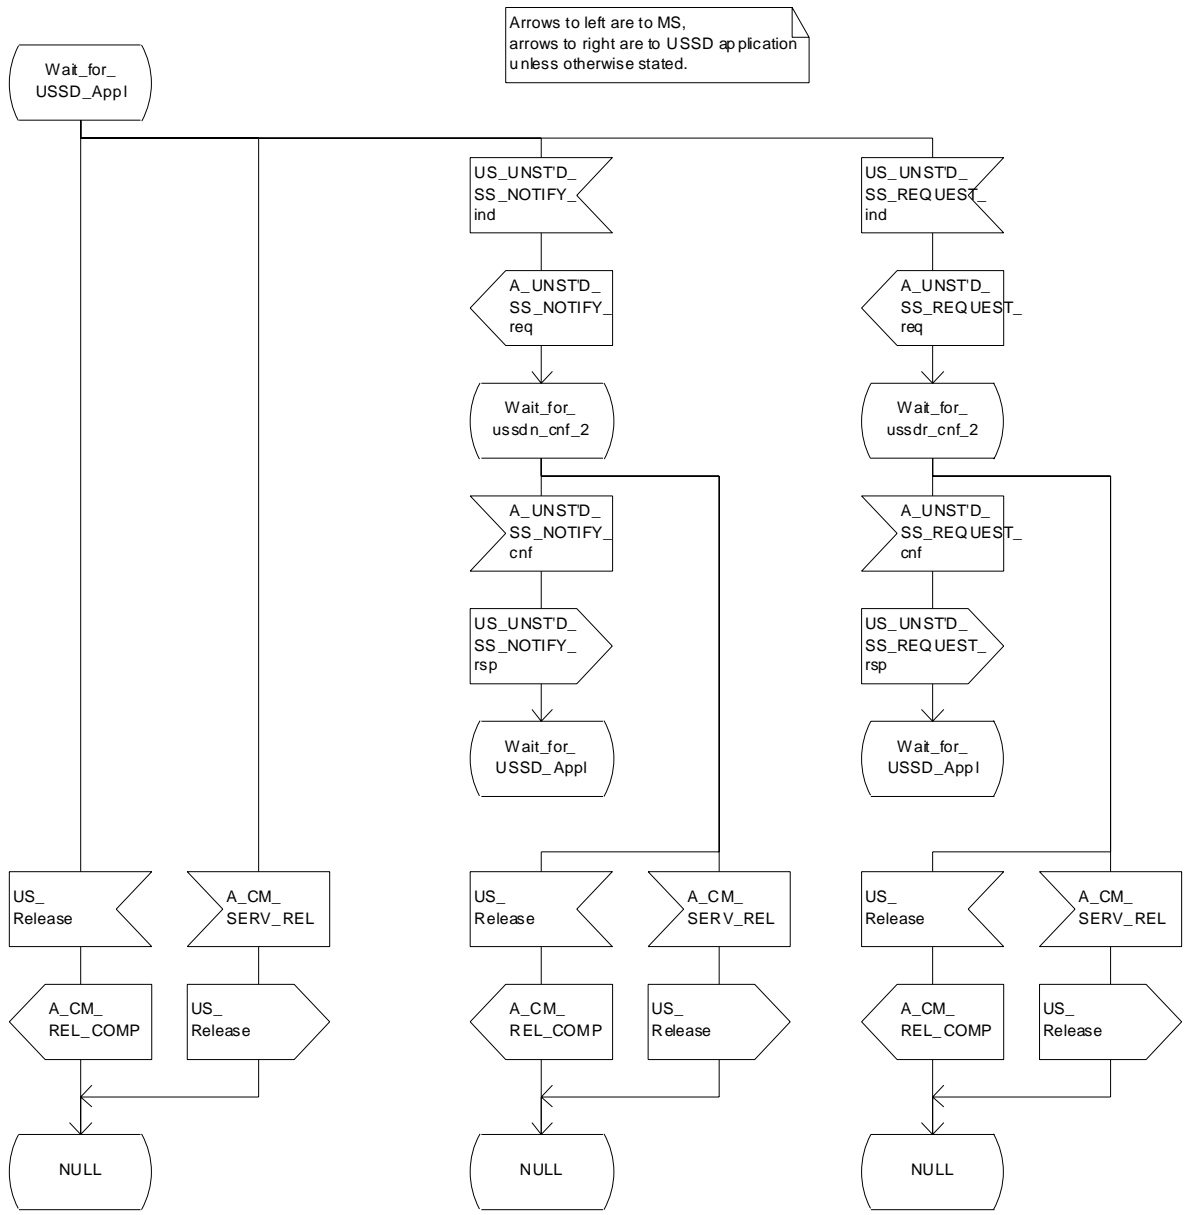 Arrows to left are to MS,
arrows to right are to USSD application
unless otherwise stated.
Wait_for_
USSD_Appl
US_UNST'D_
SS_NOTIFY_
ind
US_UNST'D_
SS_REQUEST_
ind
A_UNST'D_
SS_NOTIFY_
req
A_UNST'D_
SS_REQUEST_
req
Wait_for_
ussdn_cnf_2
Wait_for_
ussdr_cnf_2
A_UNST'D_
SS_NOTIFY_
cnf
A_UNST'D_
SS_REQUEST_
cnf
US_UNST'D_
SS_NOTIFY_
rsp
US_UNST'D_
SS_REQUEST_
rsp
Wait_for_
USSD_Appl
Wait_for_
USSD_Appl
US_
Release
A_CM_
SERV_REL
US_
Release
A_CM_
SERV_REL
US_
Release
A_CM_
SERV_REL
A_CM_
REL_COMP
US_
Release
A_CM_
REL_COMP
US_
Release
A_CM_
REL_COMP
US_
Release
NULL
NULL
NULL